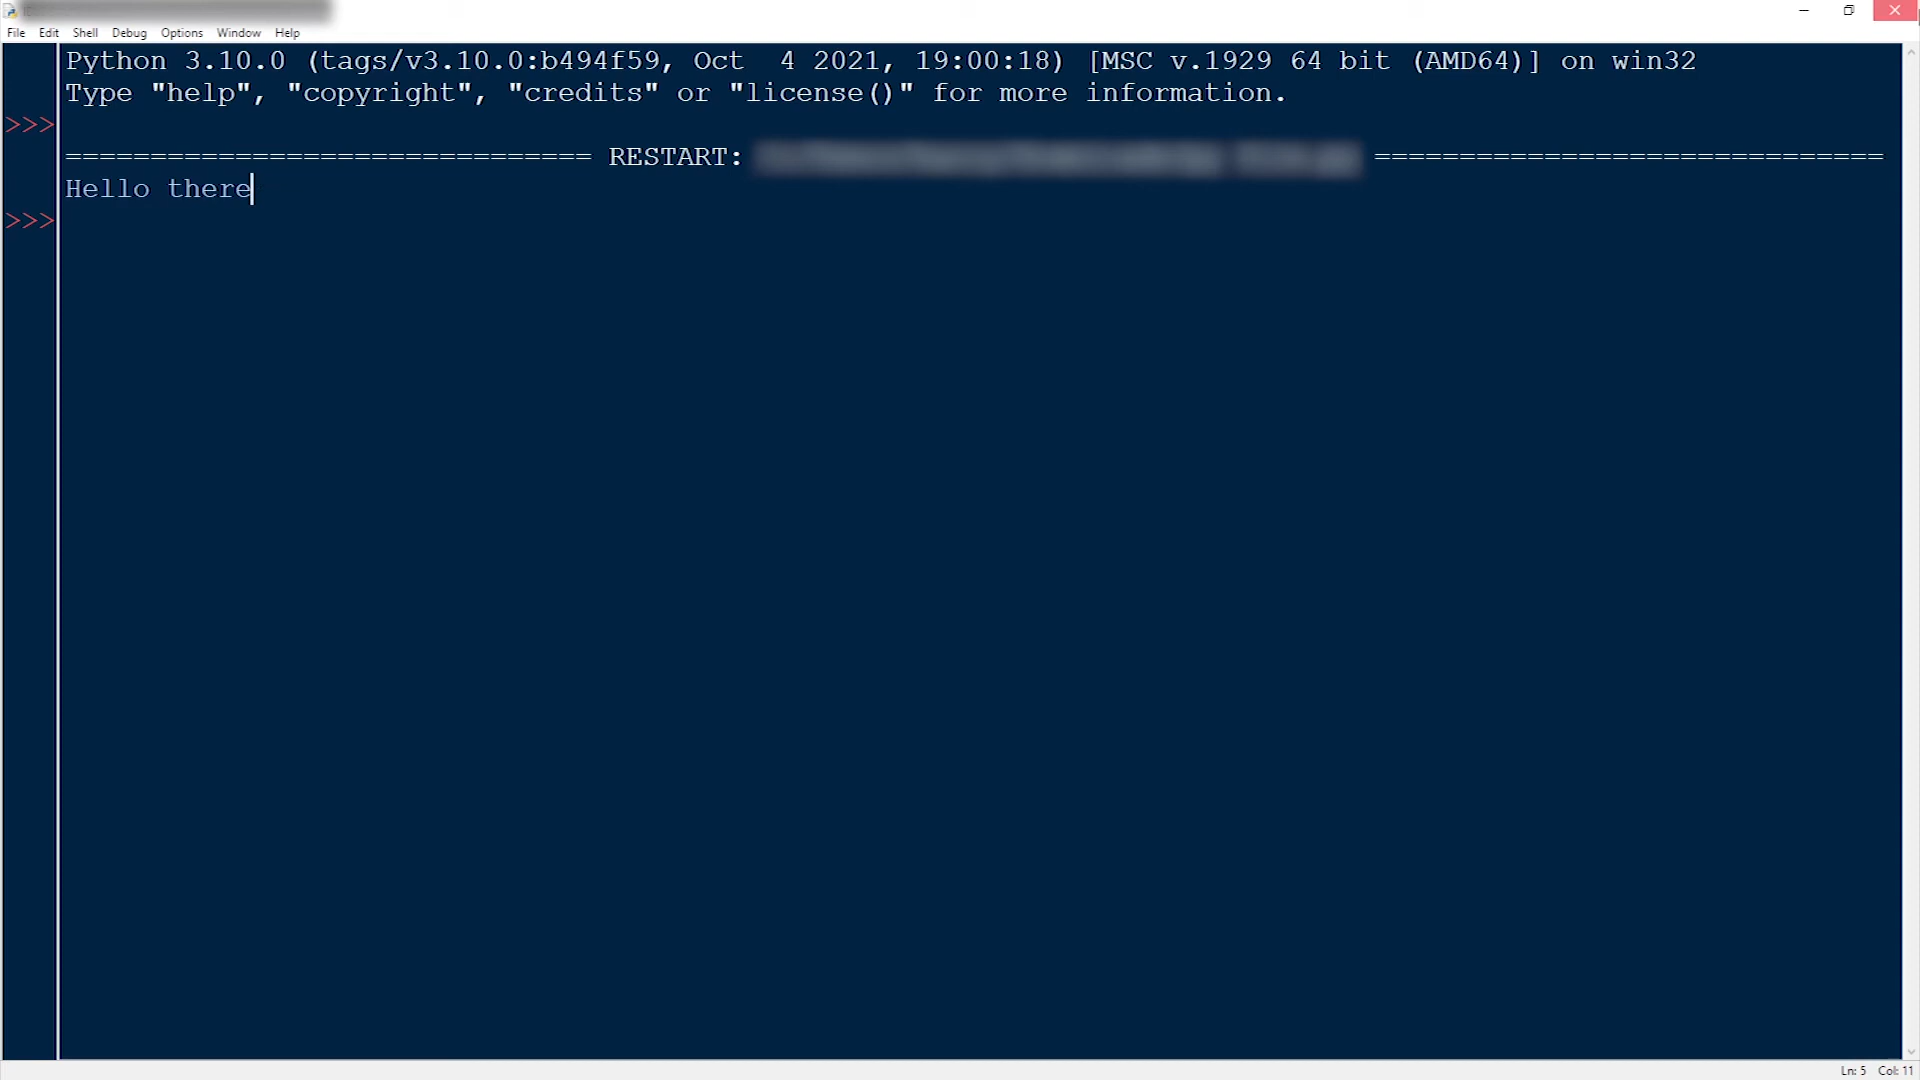 File Edit Shell Debug Options Window Help
Python 3.10.0 (tags/v3.10.0:b494f59, Oct  4 2021, 19:00:18) [MSC v.1929 64 bit (AMD64)] on win32
Type "help", "copyright", "credits" or "license()" for more information.
>>>
=============================== RESTART: ==============================
Hello there
>>>
Ln: 5 Col: 11